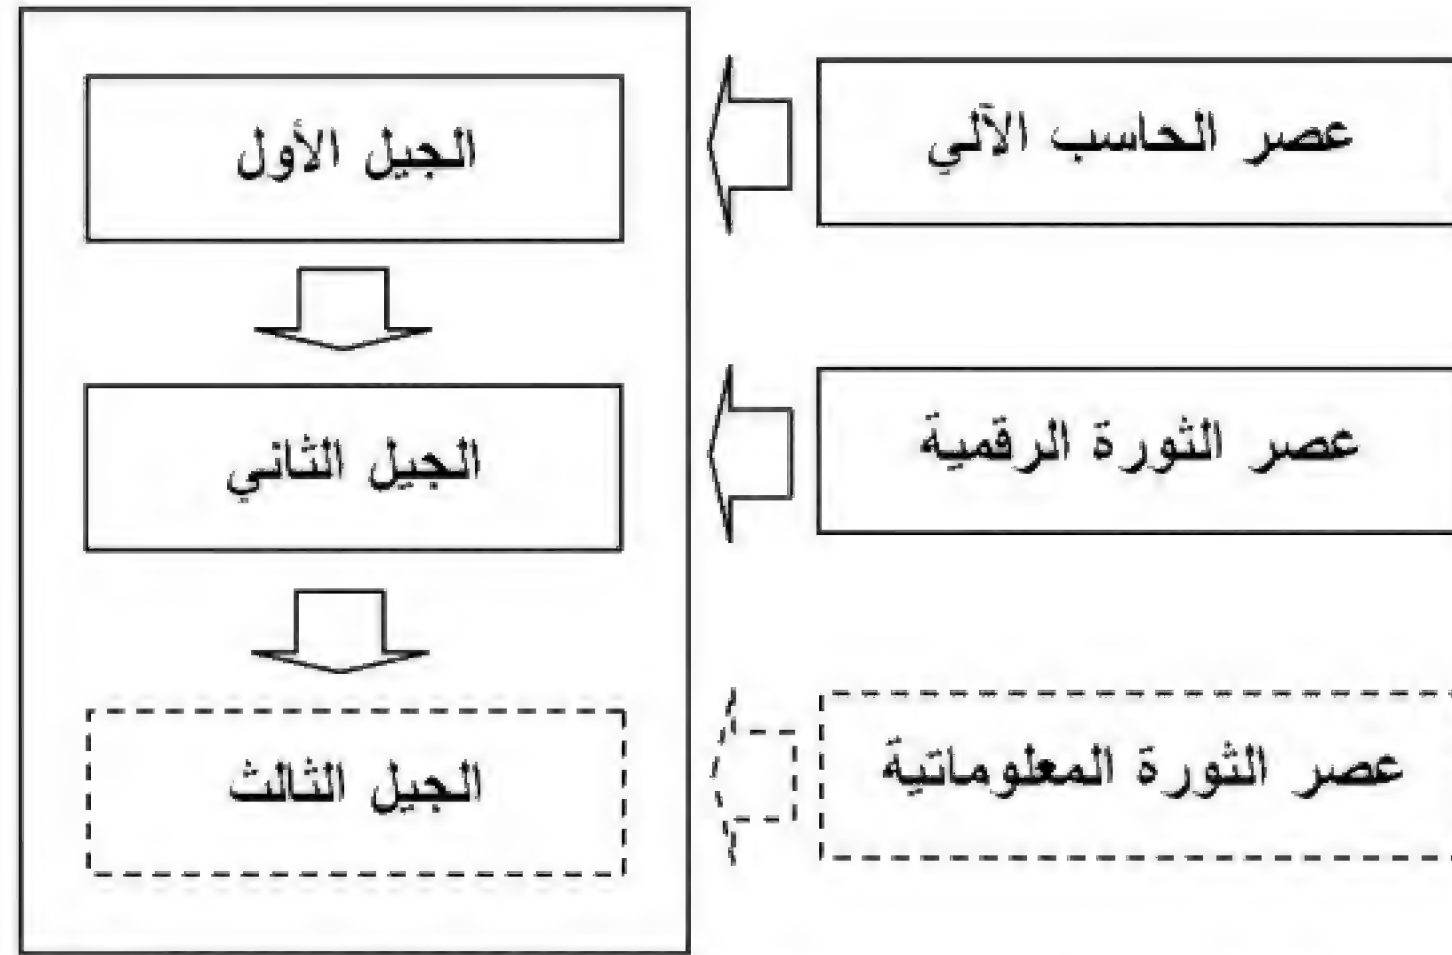 عصر الحاسب الآلي
الجيل الأول
عصر الثورة الرقمية
الجيل الثاني
عصر الثورة المعلوماتية
الجيل الثالث